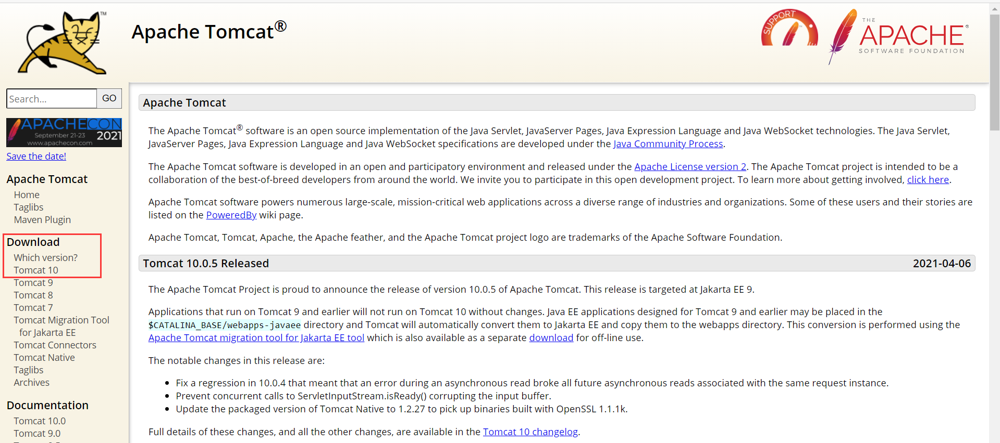 ™
Apache Tomcat®
SUPPORT
THE
APACHE®
SOFTWARE FOUNDATION
Search...
GO
APACHECON
September 21-23
2021
www.apachecon.com
Save the date!
Apache Tomcat
Home
Taglibs
Maven Plugin
Download
Which version?
Tomcat 10
Tomcat 9
Tomcat 8
Tomcat 7
Tomcat Migration Tool
for Jakarta EE
Tomcat Connectors
Tomcat Native
Taglibs
Archives
Documentation
Tomcat 10.0
Tomcat 9.0
Apache Tomcat
The Apache Tomcat® software is an open source implementation of the Java Servlet, JavaServer Pages, Java Expression Language and Java WebSocket technologies. The Java Servlet,
JavaServer Pages, Java Expression Language and Java WebSocket specifications are developed under the Java Community Process.
The Apache Tomcat software is developed in an open and participatory environment and released under the Apache License version 2. The Apache Tomcat project is intended to be a
collaboration of the best-of-breed developers from around the world. We invite you to participate in this open development project. To learn more about getting involved, click here.
Apache Tomcat software powers numerous large-scale, mission-critical web applications across a diverse range of industries and organizations. Some of these users and their stories are
listed on the PoweredBy wiki page.
Apache Tomcat, Tomcat, Apache, the Apache feather, and the Apache Tomcat project logo are trademarks of the Apache Software Foundation.
Tomcat 10.0.5 Released 2021-04-06
The Apache Tomcat Project is proud to announce the release of version 10.0.5 of Apache Tomcat. This release is targeted at Jakarta EE 9.
Applications that run on Tomcat 9 and earlier will not run on Tomcat 10 without changes. Java EE applications designed for Tomcat 9 and earlier may be placed in the
$CATALINA_BASE/webapps-javaee directory and Tomcat will automatically convert them to Jakarta EE and copy them to the webapps directory. This conversion is performed using the
Apache Tomcat migration tool for Jakarta EE tool which is also available as a separate download for off-line use.
The notable changes in this release are:
• Fix a regression in 10.0.4 that meant that an error during an asynchronous read broke all future asynchronous reads associated with the same request instance.
• Prevent concurrent calls to ServletInputStream.isReady() corrupting the input buffer.
• Update the packaged version of Tomcat Native to 1.2.27 to pick up binaries built with OpenSSL 1.1.1k.
Full details of these changes, and all the other changes, are available in the Tomcat 10 changelog.